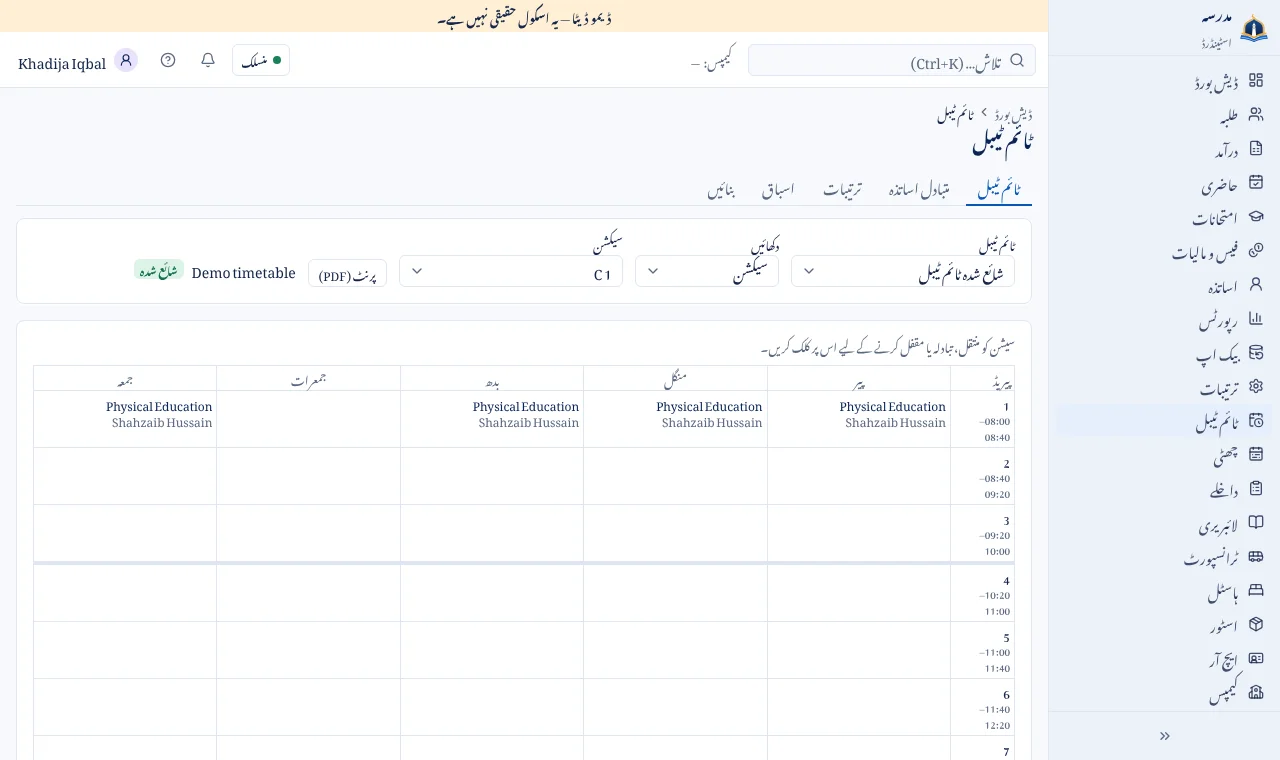 ڈیمو ڈیٹا — یہ اسکول حقیقی نہیں ہے۔
مدرسہ
اسٹینڈرڈ
ڈیش بورڈ
طلبہ
درآمد
حاضری
امتحانات
فیس و مالیات
اساتذہ
رپورٹس
بیک اپ
ترتیبات
ٹائم ٹیبل
چھٹی
داخلے
لائبریری
ٹرانسپورٹ
ہاسٹل
اسٹور
ایچ آر
کیمپس
تلاش... (Ctrl+K)
کیمپس: —
منسلک
Khadija Iqbal
ڈیش بورڈ › ٹائم ٹیبل
ٹائم ٹیبل
ٹائم ٹیبل متبادل اساتذہ ترتیبات اسباق بنائیں
ٹائم ٹیبل دکھائیں سیکشن
شائع شدہ ٹائم ٹیبل سیکشن C 1 پرنٹ (PDF) Demo timetable شائع شدہ
سیشن کو منتقل، تبادلہ یا مقفل کرنے کے لیے اس پر کلک کریں۔
پیریڈ پیر منگل بدھ جمعرات جمعہ
1 Physical Education Physical Education Physical Education Physical Education
08:00– Shahzaib Hussain Shahzaib Hussain Shahzaib Hussain Shahzaib Hussain
08:40
2
08:40–
09:20
3
09:20–
10:00
4
10:20–
11:00
5
11:00–
11:40
6
11:40–
12:20
7